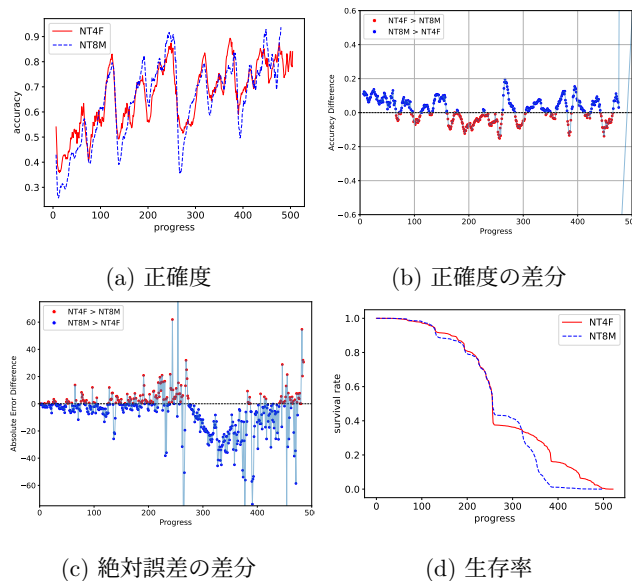 NT4F
NT8M
accuracy
0.8
0.7
0.6
0.5
0.4
0.3
0 100 200 300 400 500
progress
(a) 正確度
NT4F > NT8M
NT8M > NT4F
Accuracy Difference
0.6
0.4
0.2
0.0
−0.2
−0.4
−0.6
0 100 200 300 400 500
Progress
(b) 正確度の差分
NT4F > NT8M
NT8M > NT4F
Absolute Error Difference
60
40
20
0
−20
−40
−60
0 100 200 300 400 500
Progress
(c) 絶対誤差の差分
NT4F
NT8M
survival rate
1.0
0.8
0.6
0.4
0.2
0.0
0 100 200 300 400 500
progress
(d) 生存率